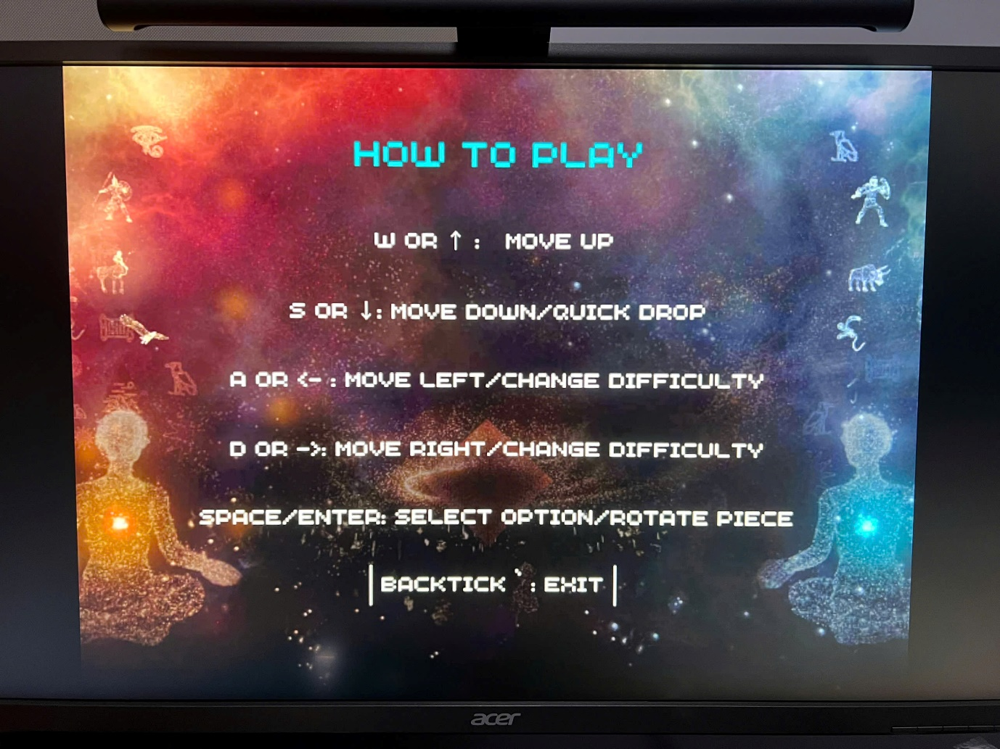 HOW TO PLAY
W OR ↑ : MOVE UP
S OR ↓: MOVE DOWN/QUICK DROP
A OR <- : MOVE LEFT/CHANGE DIFFICULTY
D OR ->: MOVE RIGHT/CHANGE DIFFICULTY
SPACE/ENTER: SELECT OPTION/ROTATE PIECE
BACKTICK ` : EXIT
acer